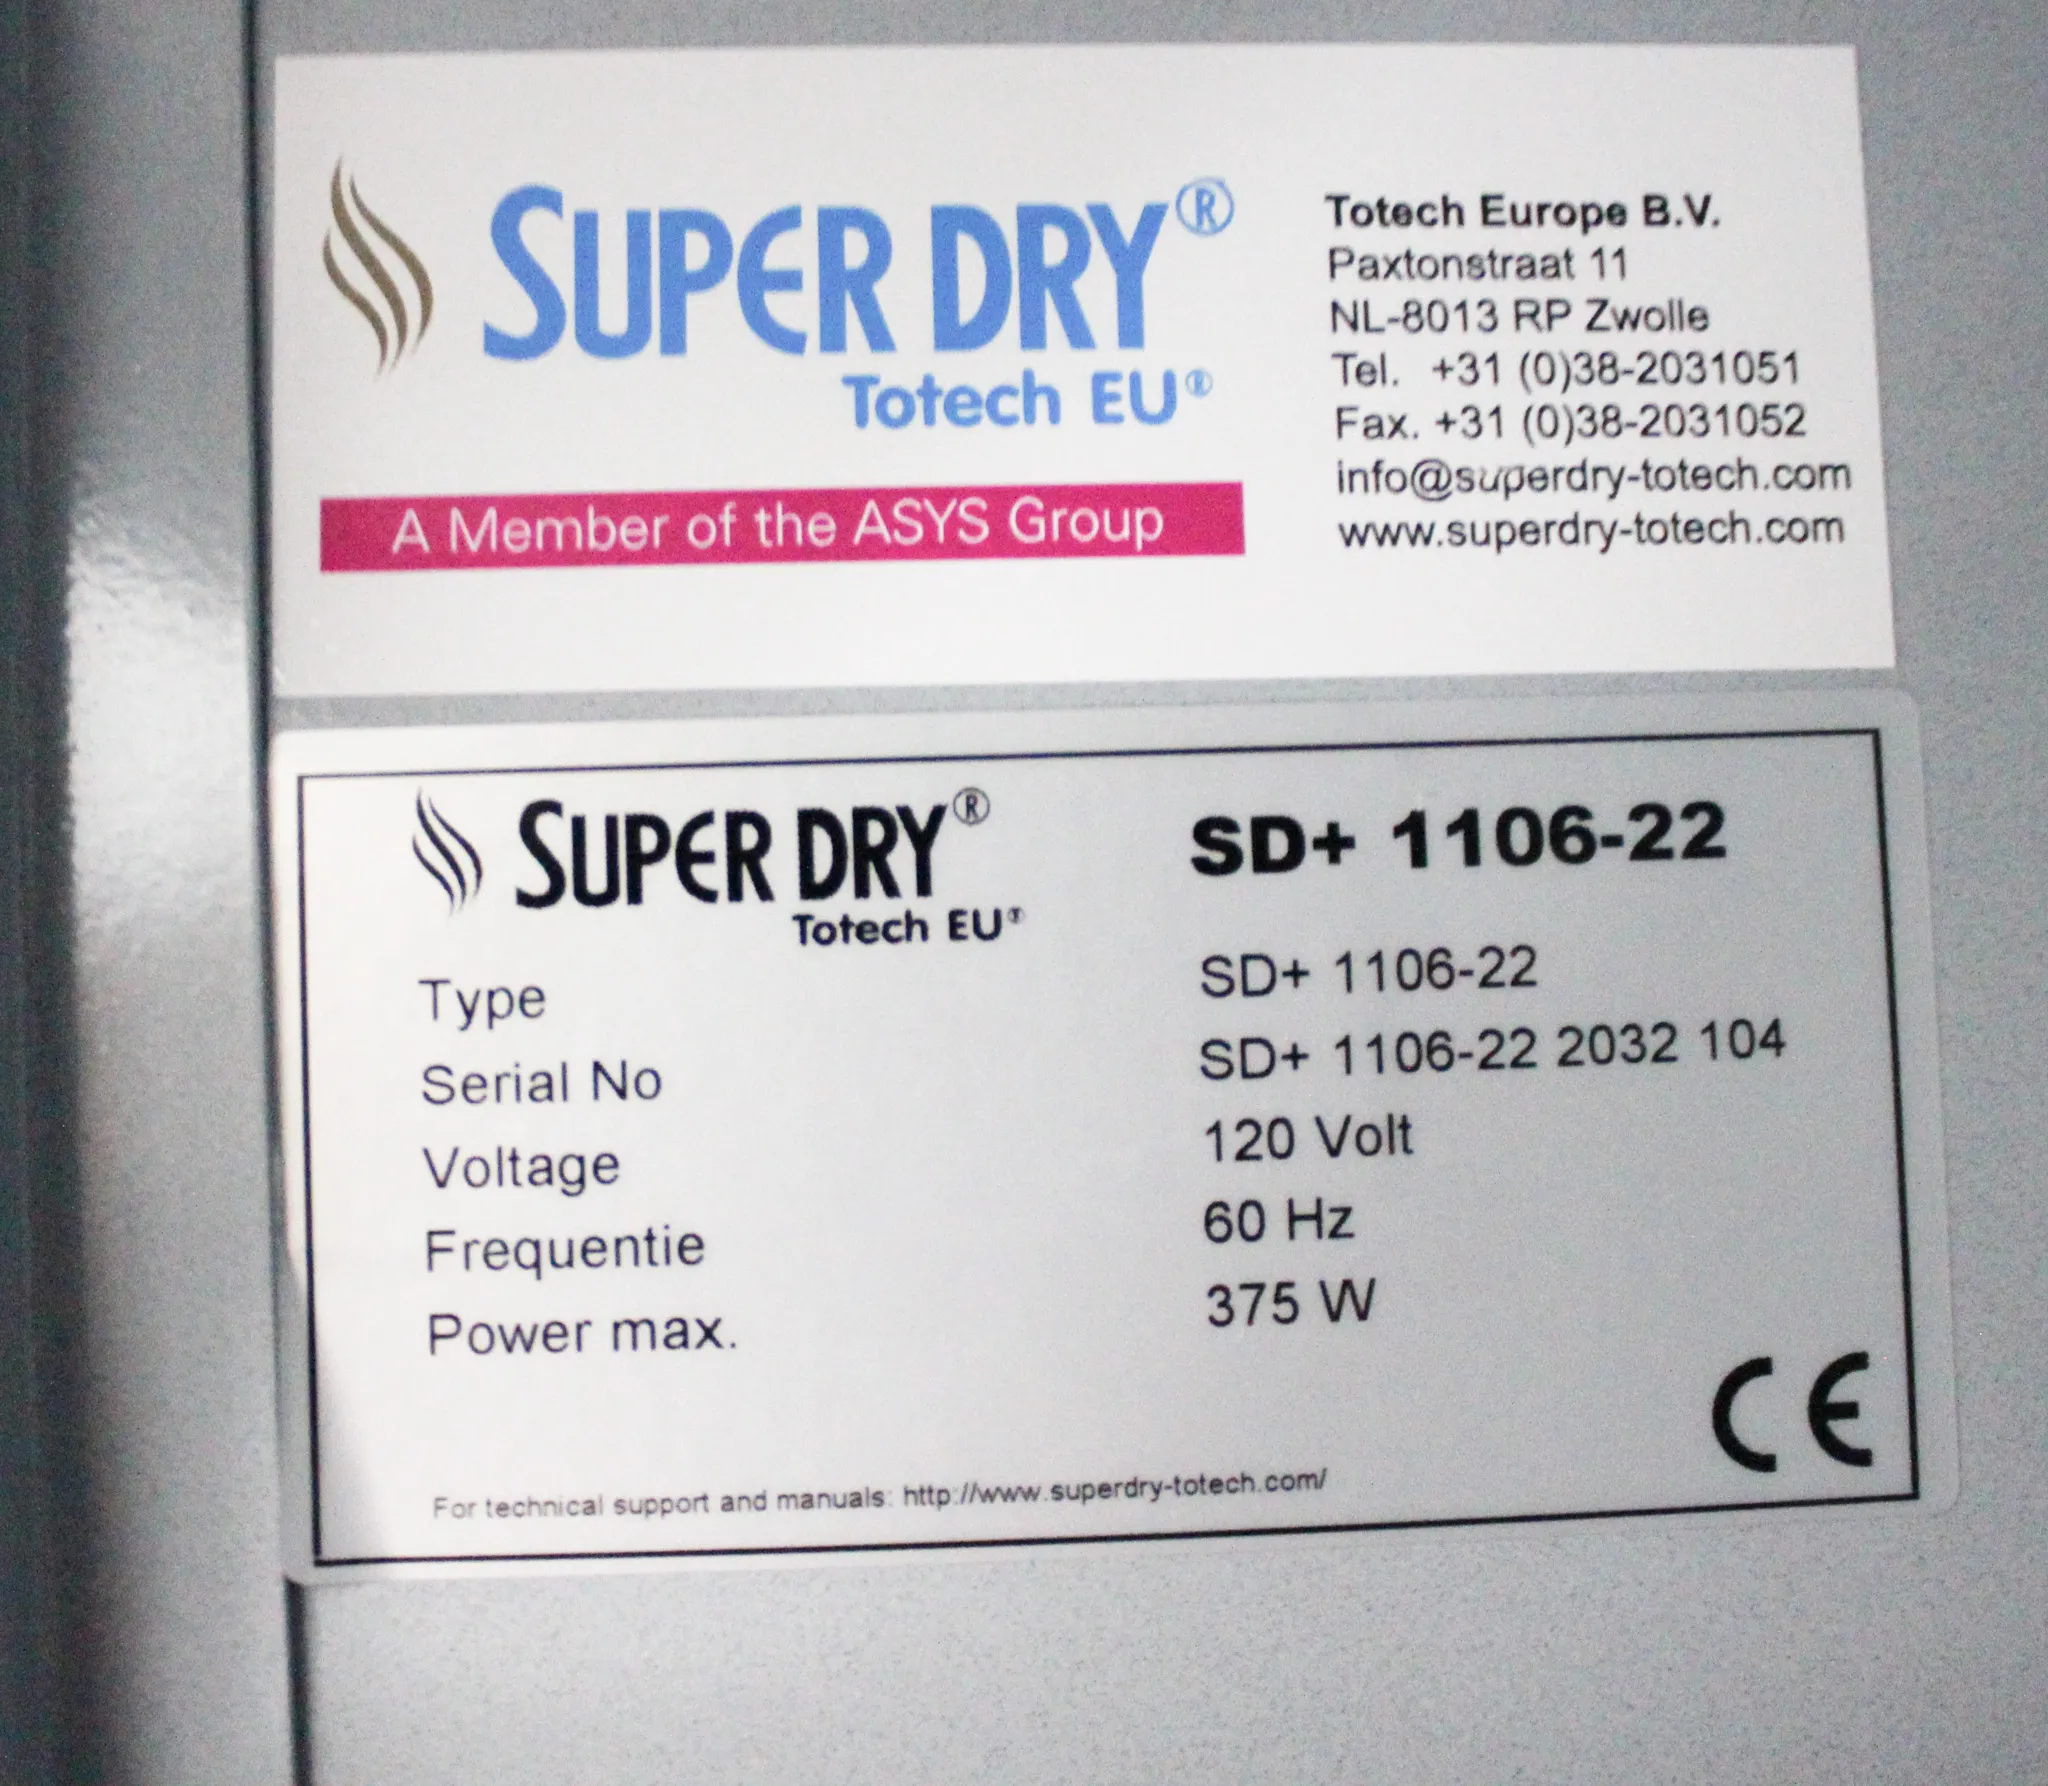 SUPER DRY®
Totech EU®
A Member of the ASYS Group
Totech Europe B.V.
Paxtonstraat 11
NL-8013 RP Zwolle
Tel. +31 (0)38-2031051
Fax. +31 (0)38-2031052
info@superdry-totech.com
www.superdry-totech.com
SUPER DRY®
Totech EU®
SD+ 1106-22
Type SD+ 1106-22
Serial No SD+ 1106-22 2032 104
Voltage 120 Volt
Frequentie 60 Hz
Power max. 375 W
CE
For technical support and manuals: http://www.superdry-totech.com/